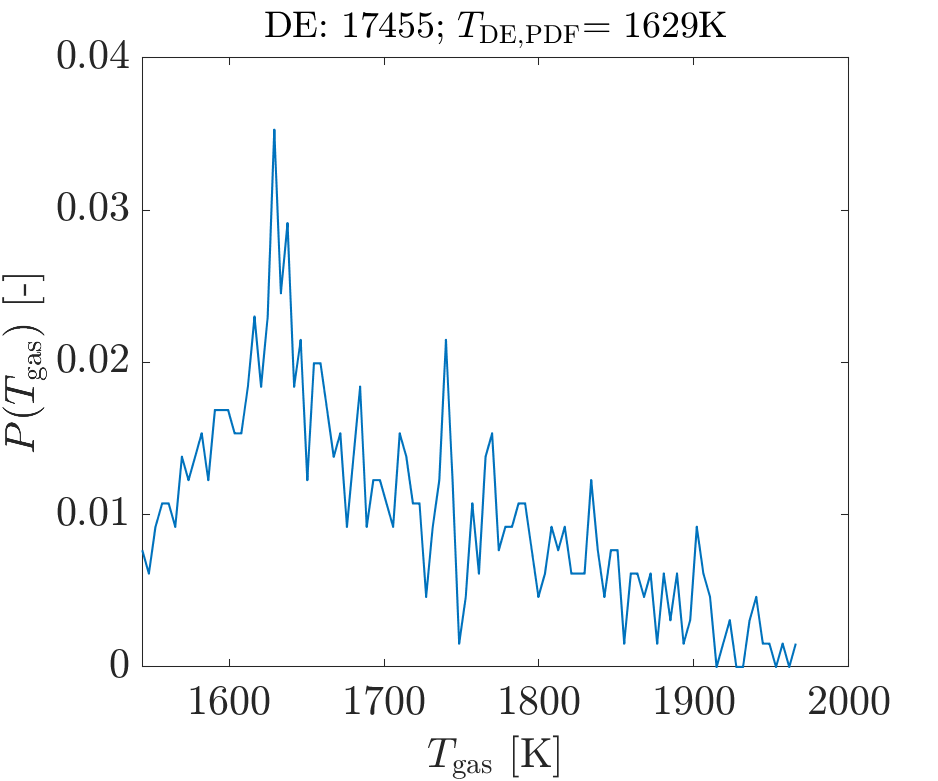 DE: 17455; T_DE,PDF= 1629K
0.04
0.03
0.02
0.01
0
P(T_gas) [-]
1600 1700 1800 1900 2000
T_gas [K]